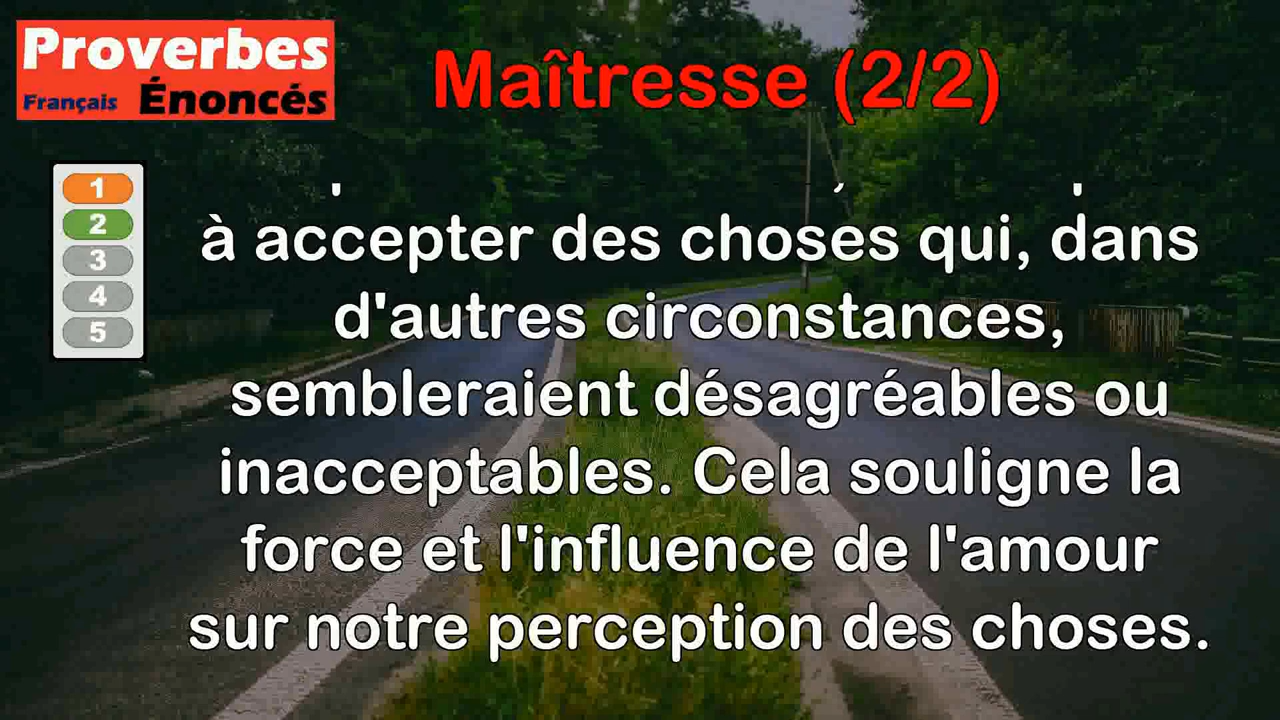 Proverbes
Français Énoncés
Maîtresse (2/2)
1
2
3
4
5
à accepter des choses qui, dans
d'autres circonstances,
sembleraient désagréables ou
inacceptables. Cela souligne la
force et l'influence de l'amour
sur notre perception des choses.